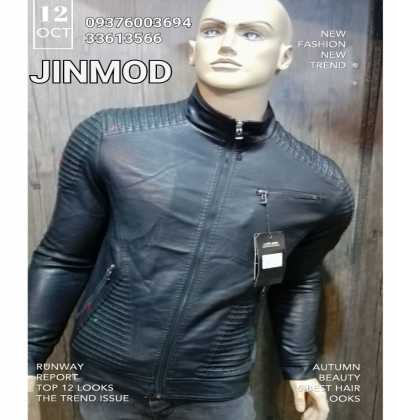 12
OCT
09376003694
33613566
JINMOD
NEW
FASHION
NEW
TREND
RUNWAY
REPORT
TOP 12 LOOKS
THE TREND ISSUE
AUTUMN
BEAUTY
BEST HAIR
LOOKS